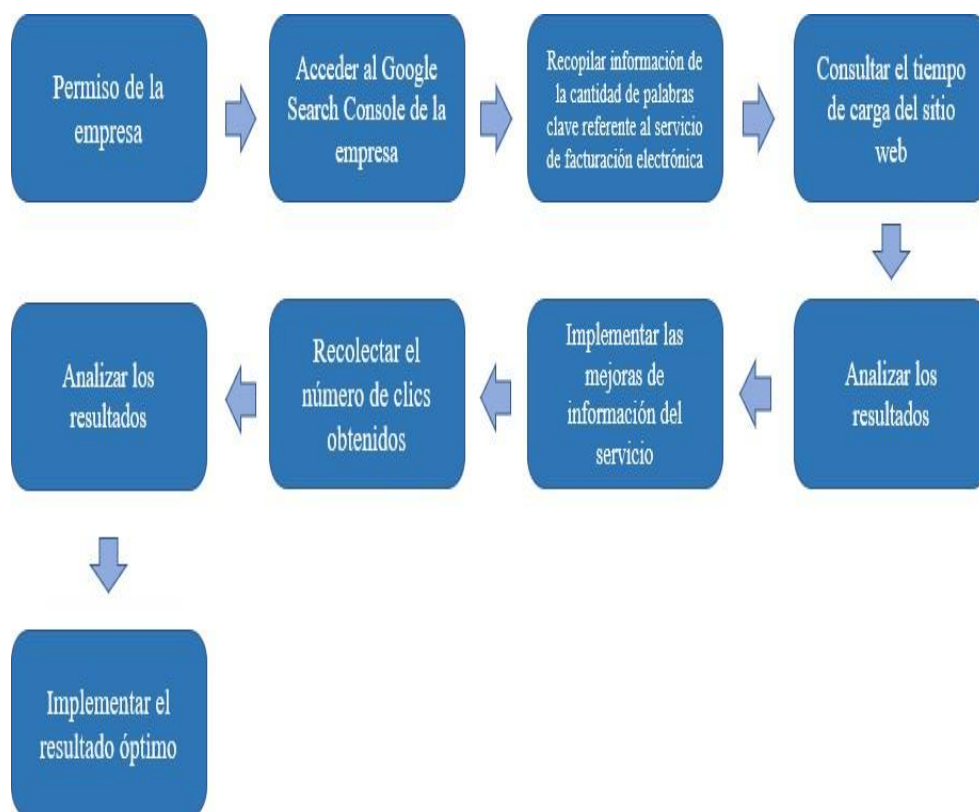 Permiso de la
empresa
Acceder al Google
Search Console de la
empresa
Recopilar información de
la cantidad de palabras
clave referente al servicio
de facturación electrónica
Consultar el tiempo
de carga del sitio
web
Analizar los
resultados
Implementar las
mejoras de
información del
servicio
Recolectar el
número de clics
obtenidos
Analizar los
resultados
Implementar el
resultado óptimo